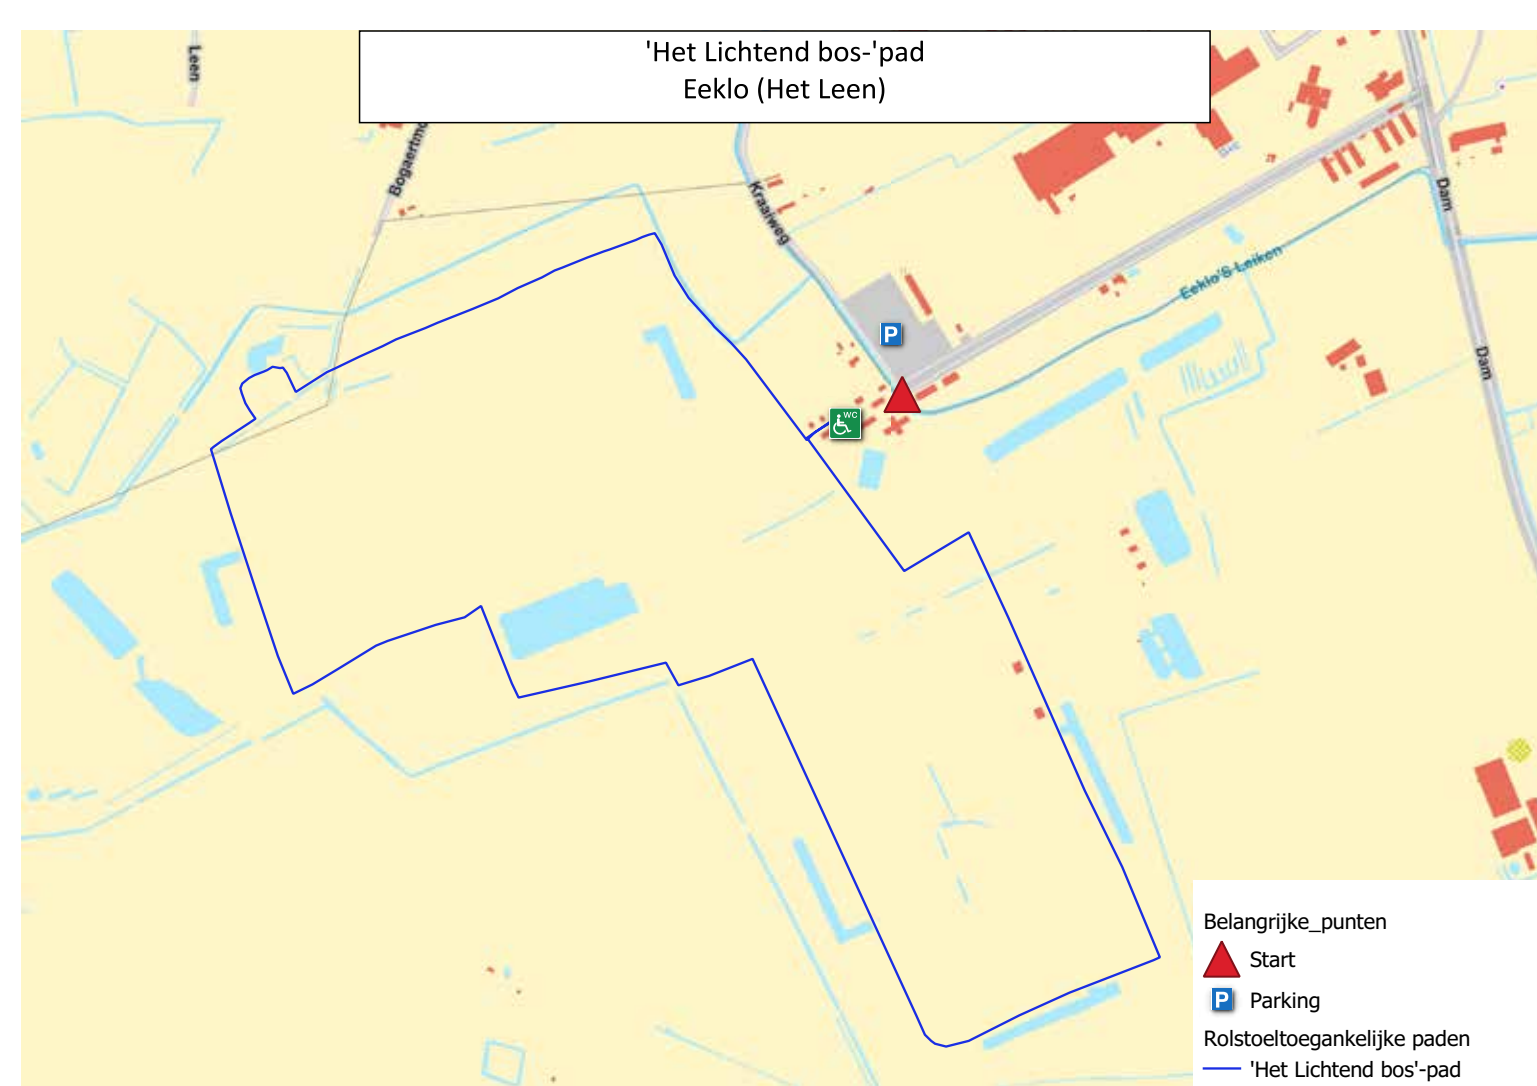 'Het Lichtend bos-'pad
Eeklo (Het Leen)
Leen
Kraaiweg
Dam
Eeklo'S Leiken
P
WC
Dam
Belangrijke_punten
Start
P Parking
Rolstoeltoegankelijke paden
'Het Lichtend bos'-pad